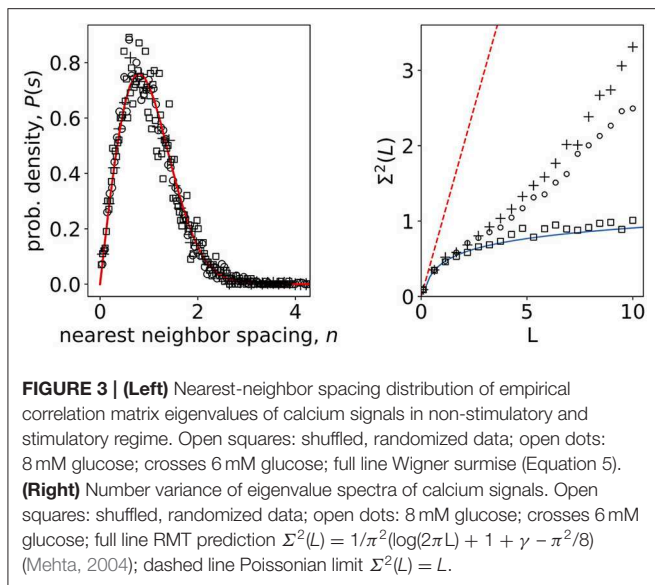 prob. density, P(s)
0.8
0.6
0.4
0.2
0.0
0
2
4
nearest neighbor spacing, n
Σ²(L)
3
2
1
0
0
5
10
L
FIGURE 3 | (Left) Nearest-neighbor spacing distribution of empirical
correlation matrix eigenvalues of calcium signals in non-stimulatory and
stimulatory regime. Open squares: shuffled, randomized data; open dots:
8 mM glucose; crosses 6 mM glucose; full line Wigner surmise (Equation 5).
(Right) Number variance of eigenvalue spectra of calcium signals. Open
squares: shuffled, randomized data; open dots: 8 mM glucose; crosses 6 mM
glucose; full line RMT prediction Σ²(L) = 1/π²(log(2πL) + 1 + γ − π²/8)
(Mehta, 2004); dashed line Poissonian limit Σ²(L) = L.